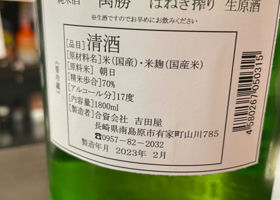 純米酒 萬勝 はねき搾り 生原酒
※生酒ですのでお早めにお飲みください
[品目]清酒
[原材料名]米(国産)・米麹(国産米)
[原料米] 朝日
[精米歩合]70%
[アルコール分]17度
[内容量]1800ml
[製造者]合資会社 吉田屋
長崎県南島原市有家町山川785
☎0957-82-2032
製造年月 2023年 2月
(要冷蔵)
4580267050315